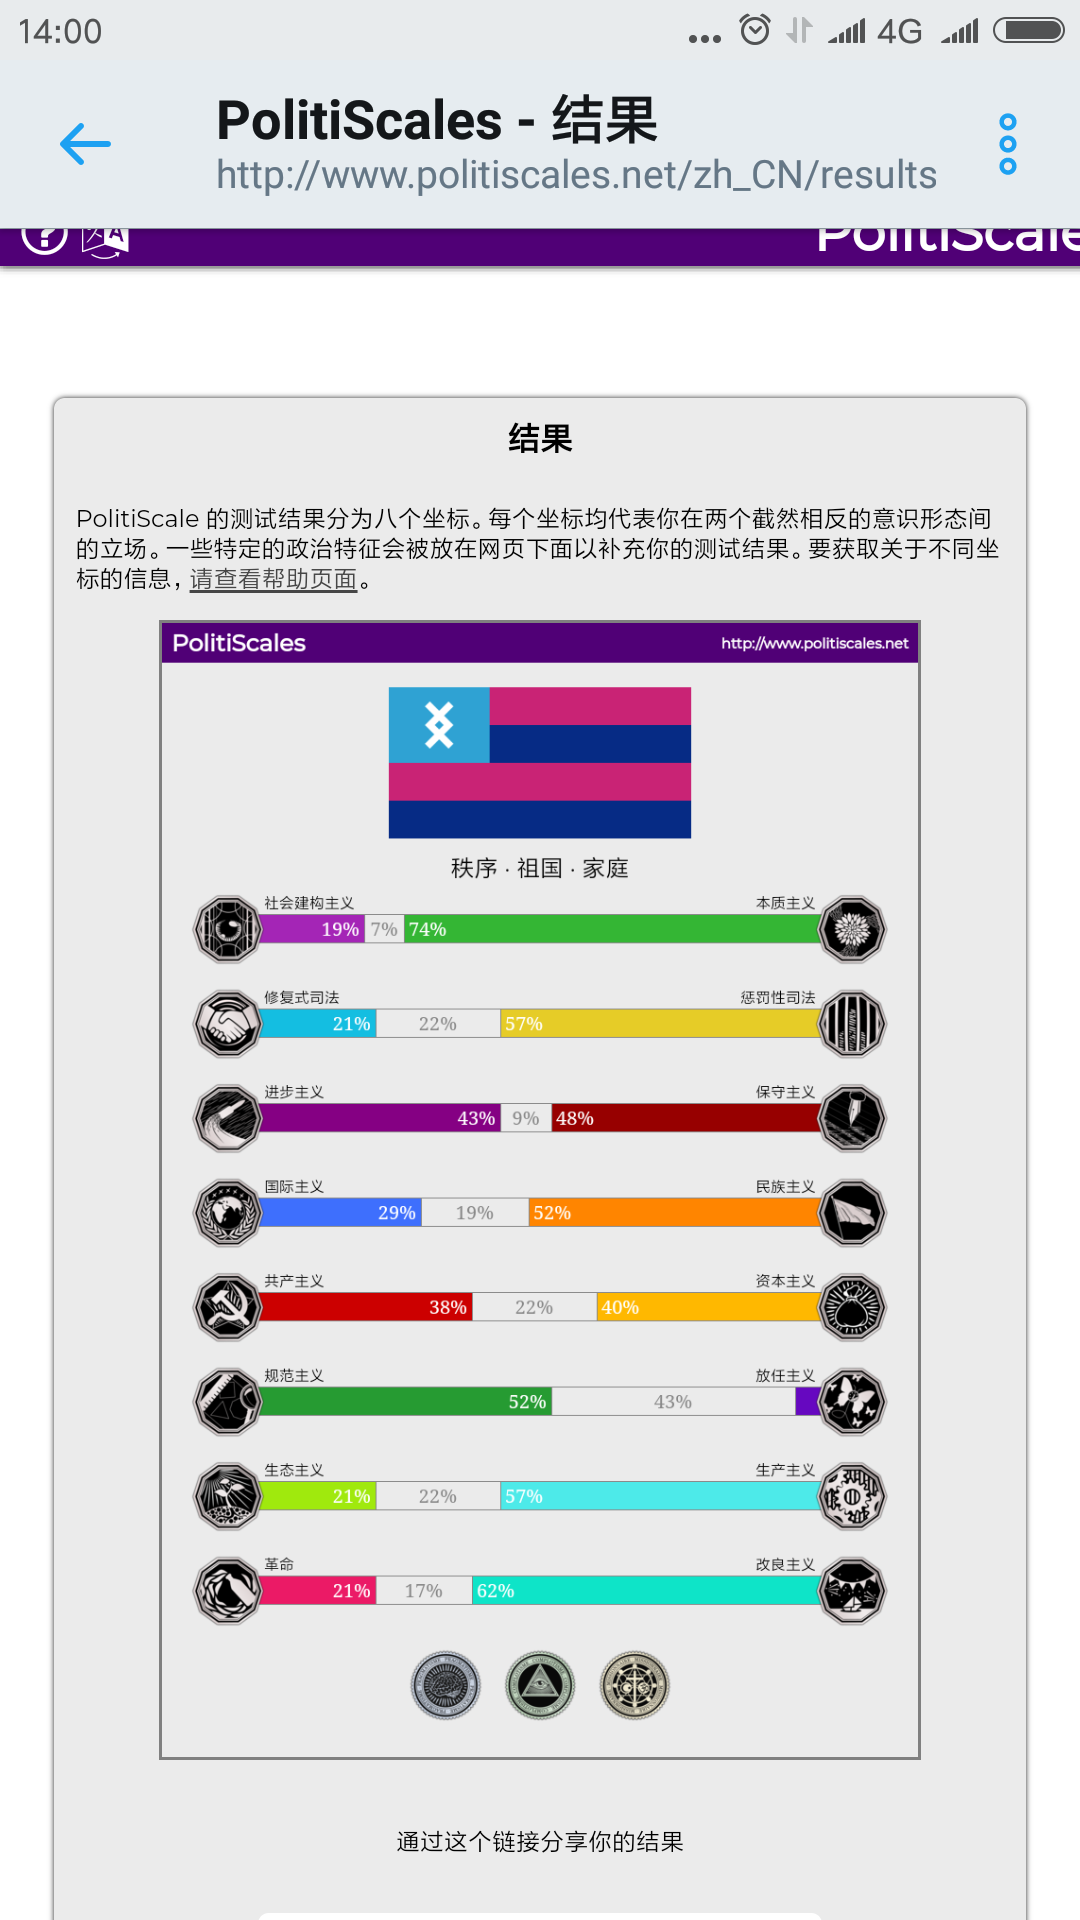 14:00
4G
PolitiScales - 结果
http://www.politiscales.net/zh_CN/results
结果
PolitiScale 的测试结果分为八个坐标。每个坐标均代表你在两个截然相反的意识形态间
的立场。一些特定的政治特征会被放在网页下面以补充你的测试结果。要获取关于不同坐
标的信息，请查看帮助页面。
PolitiScales http://www.politiscales.net
秩序 · 祖国 · 家庭
社会建构主义 本质主义
19% 7% 74%
修复式司法 惩罚性司法
21% 22% 57%
进步主义 保守主义
43% 9% 48%
国际主义 民族主义
29% 19% 52%
共产主义 资本主义
38% 22% 40%
规范主义 放任主义
52% 43%
生态主义 生产主义
21% 22% 57%
革命 改良主义
21% 17% 62%
通过这个链接分享你的结果